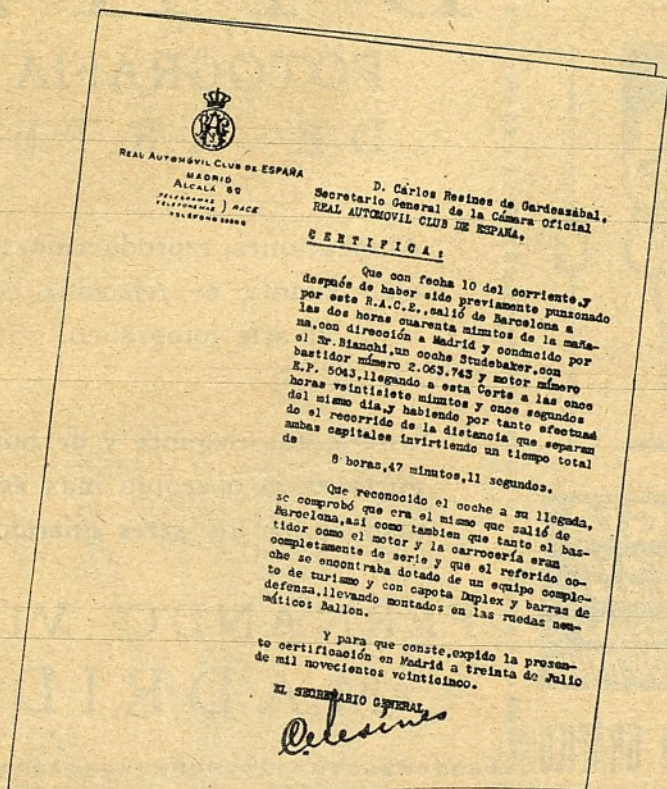 REAL AUTOMÓVIL CLUB DE ESPAÑA
MADRID
ALCALÁ 69
TELEGRAMAS
TELEFONEMAS } RACE
TELÉFONO
D. Carlos Resines de Gardeazábal,
Secretario General de la Cámara Oficial
REAL AUTOMOVIL CLUB DE ESPAÑA,
CERTIFICA:
Que con fecha 10 del corriente,y
después de haber sido previamente punzonado
por este R.A.C.E.,salió de Barcelona a
las dos horas cuarenta minutos de la maña-
na,con dirección a Madrid y conducido por
el Sr.Bianchi,un coche Studebaker,con
bastidor número 2.063.743 y motor número
E.P. 5043,llegando a esta Corte a las once
horas veintisiete minutos y once segundos
del mismo dia,y habiendo por tanto efectuad
do el recorrido de la distancia que separan
ambas capitales invirtiendo un tiempo total
de
8 horas,47 minutos,11 segundos.
Que reconocido el coche a su llegada,
se comprobó que era el mismo que salió de
Barcelona,así como tambien que tanto el bas-
tidor como el motor y la carrocería eran
completamente de serie y que el referido co-
che se encontraba dotado de un equipo comple-
to de turismo y con capota Duplex y barras de
defensa,llevando montados en las ruedas neu-
máticos Ballon.
Y para que conste,expido la presen-
te certificación en Madrid a treinta de Julio
de mil novecientos veinticinco.
EL SECRETARIO GENERAL,
CResines